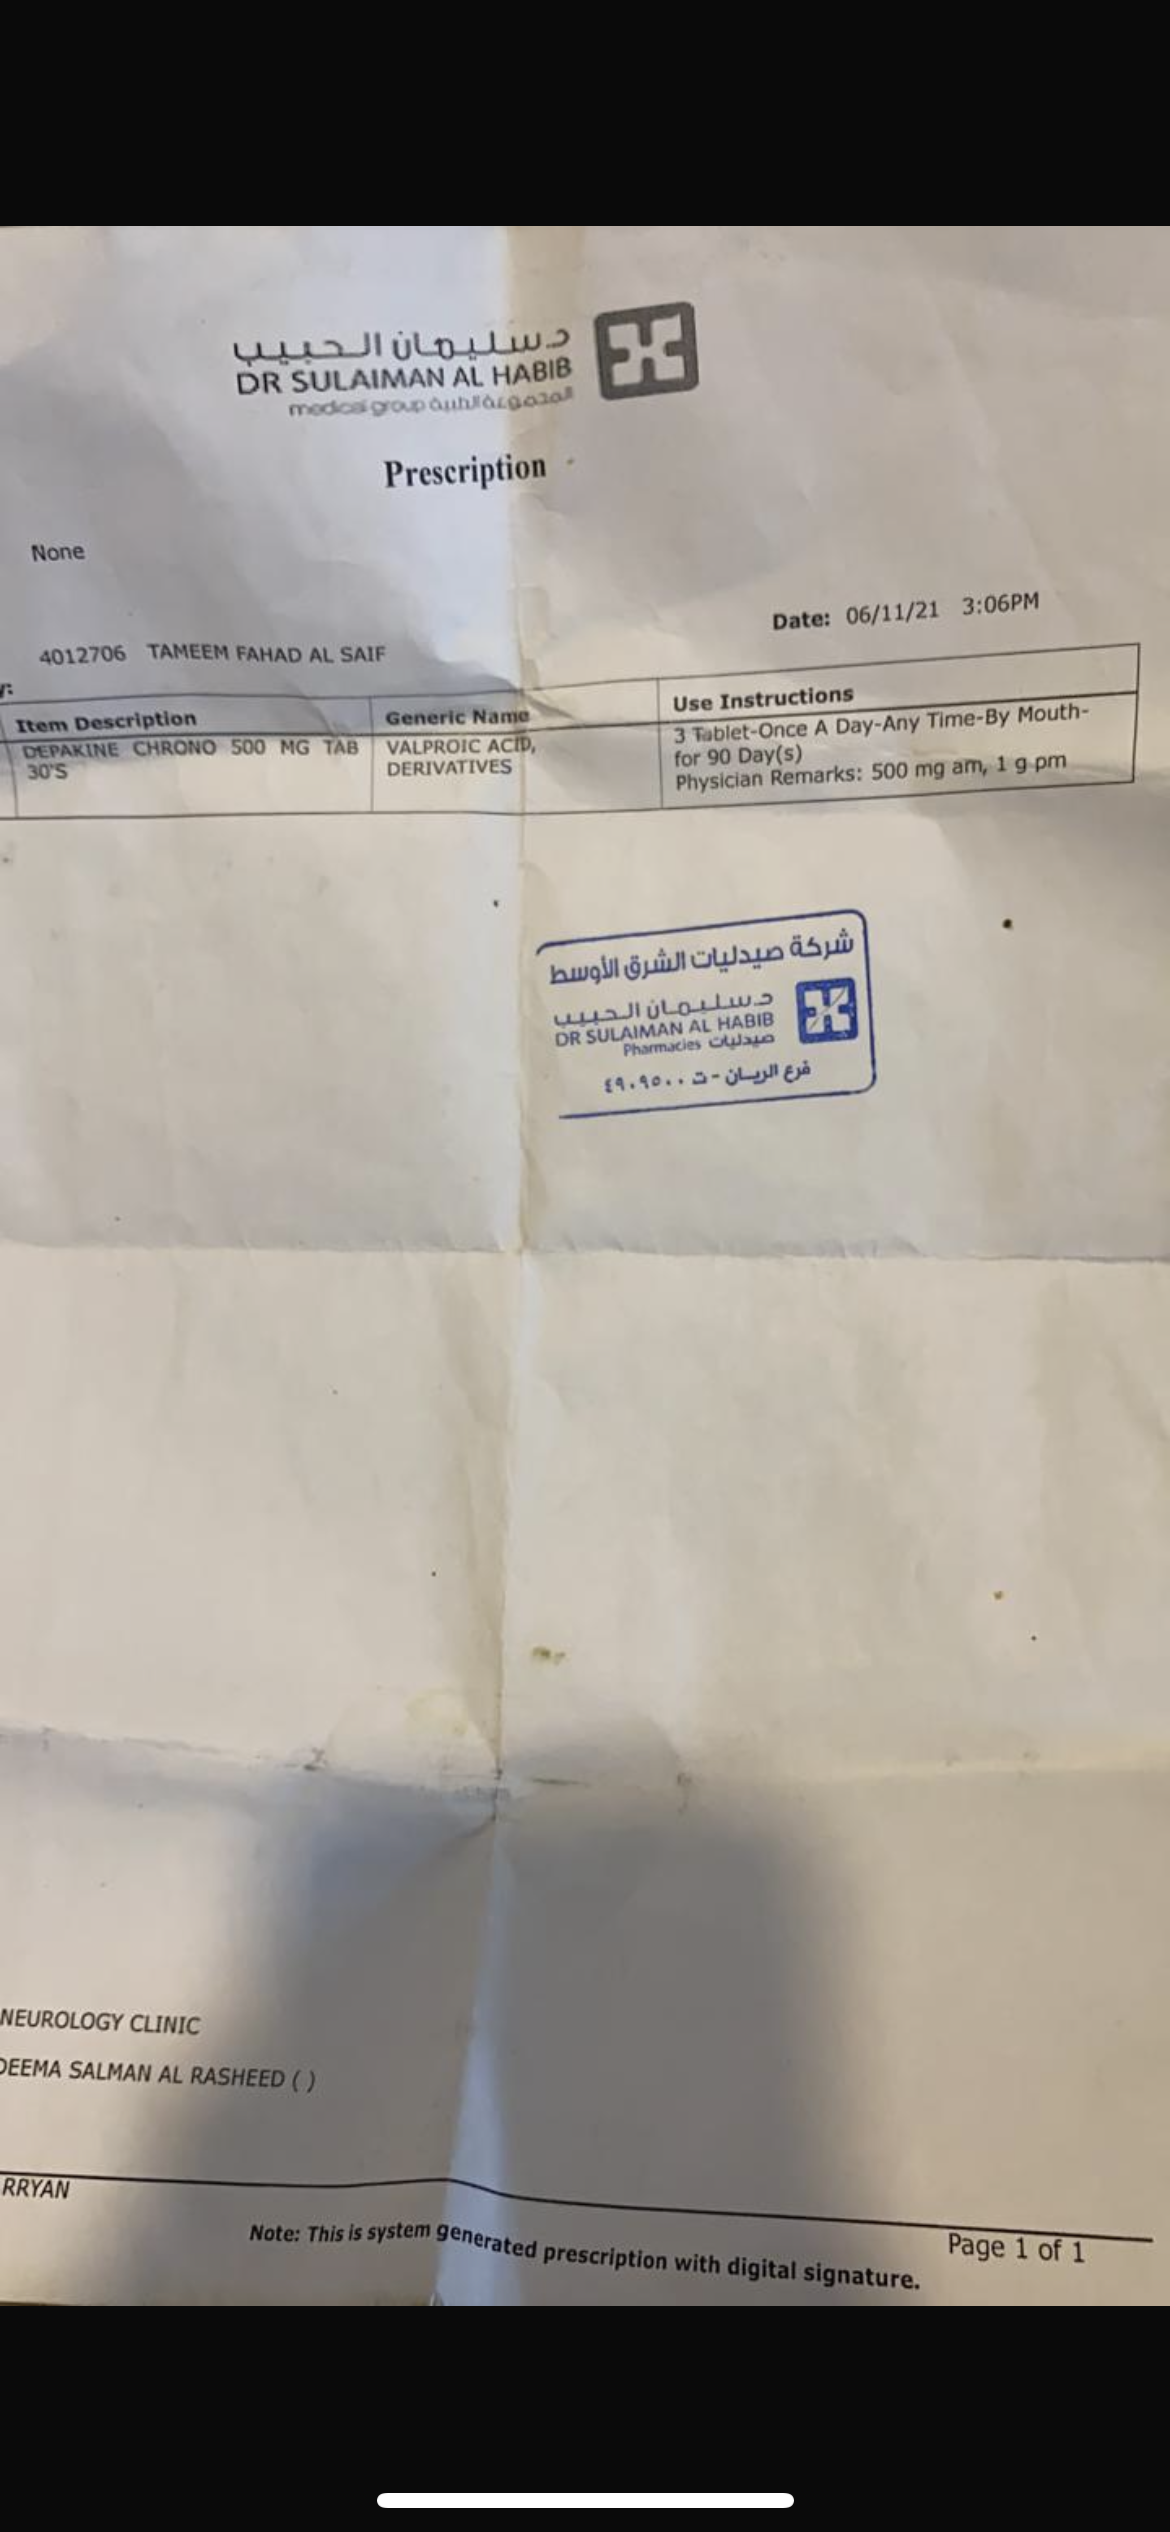 د.سليمان الحبيب
DR SULAIMAN AL HABIB
medical group المجموعة الطبية
Prescription
None
Date: 06/11/21 3:06PM
4012706 TAMEEM FAHAD AL SAIF
y:
Item Description Generic Name Use Instructions
DEPAKINE CHRONO 500 MG TAB 30'S
VALPROIC ACID, DERIVATIVES
3 Tablet-Once A Day-Any Time-By Mouth-
for 90 Day(s)
Physician Remarks: 500 mg am, 1 g pm
شركة صيدليات الشرق الأوسط
د.سليمان الحبيب
DR SULAIMAN AL HABIB
Pharmacies صيدليات
فرع الريـان - ت ٤٩٠٩٥٠٠
NEUROLOGY CLINIC
DEEMA SALMAN AL RASHEED ( )
RRYAN
Note: This is system generated prescription with digital signature.
Page 1 of 1